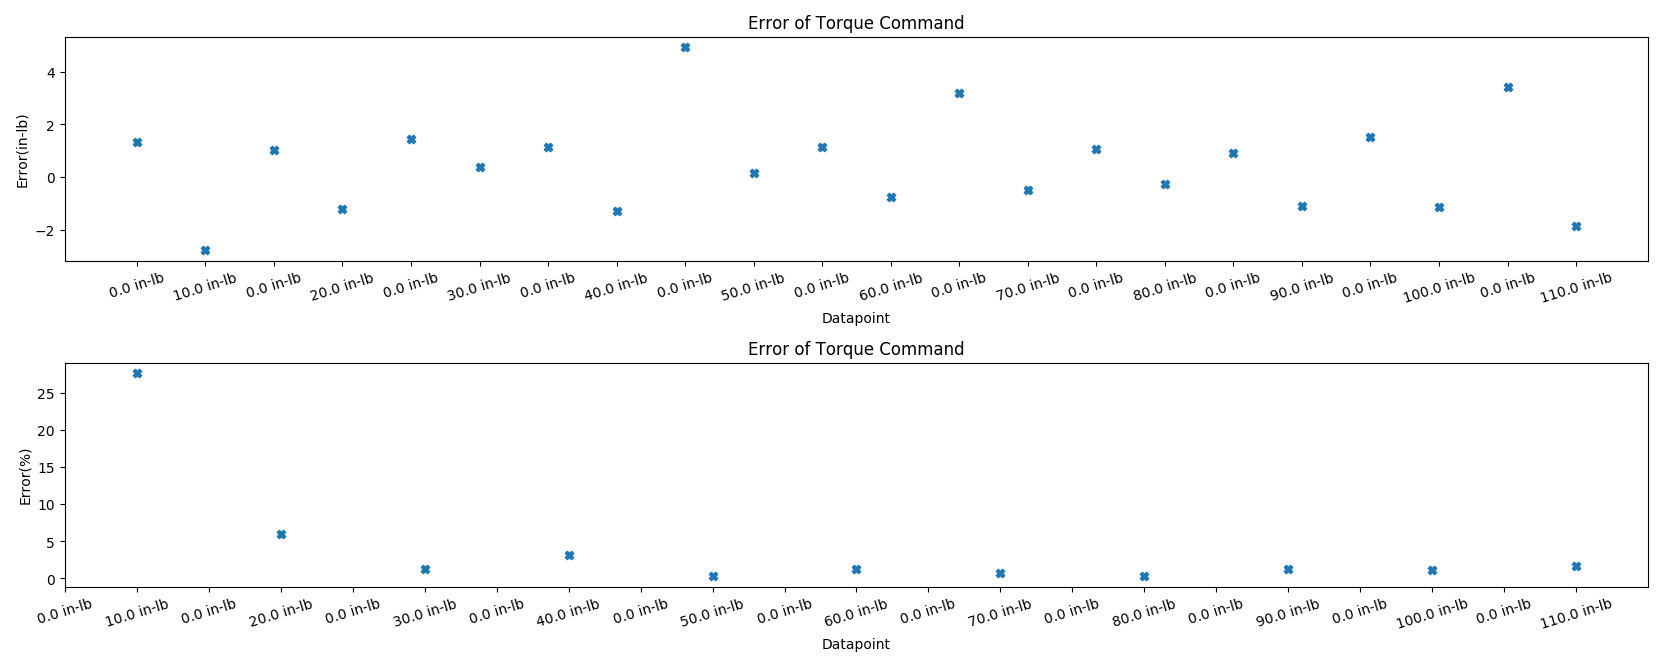 Error of Torque Command
4
2
0
−2
Error(in-lb)
0.0 in-lb 10.0 in-lb 0.0 in-lb 20.0 in-lb 0.0 in-lb 30.0 in-lb 0.0 in-lb 40.0 in-lb 0.0 in-lb 50.0 in-lb 0.0 in-lb 60.0 in-lb 0.0 in-lb 70.0 in-lb 0.0 in-lb 80.0 in-lb 0.0 in-lb 90.0 in-lb 0.0 in-lb 100.0 in-lb 0.0 in-lb 110.0 in-lb
Datapoint
Error of Torque Command
25
20
15
10
5
0
Error(%)
0.0 in-lb 10.0 in-lb 0.0 in-lb 20.0 in-lb 0.0 in-lb 30.0 in-lb 0.0 in-lb 40.0 in-lb 0.0 in-lb 50.0 in-lb 0.0 in-lb 60.0 in-lb 0.0 in-lb 70.0 in-lb 0.0 in-lb 80.0 in-lb 0.0 in-lb 90.0 in-lb 0.0 in-lb 100.0 in-lb 0.0 in-lb 110.0 in-lb
Datapoint